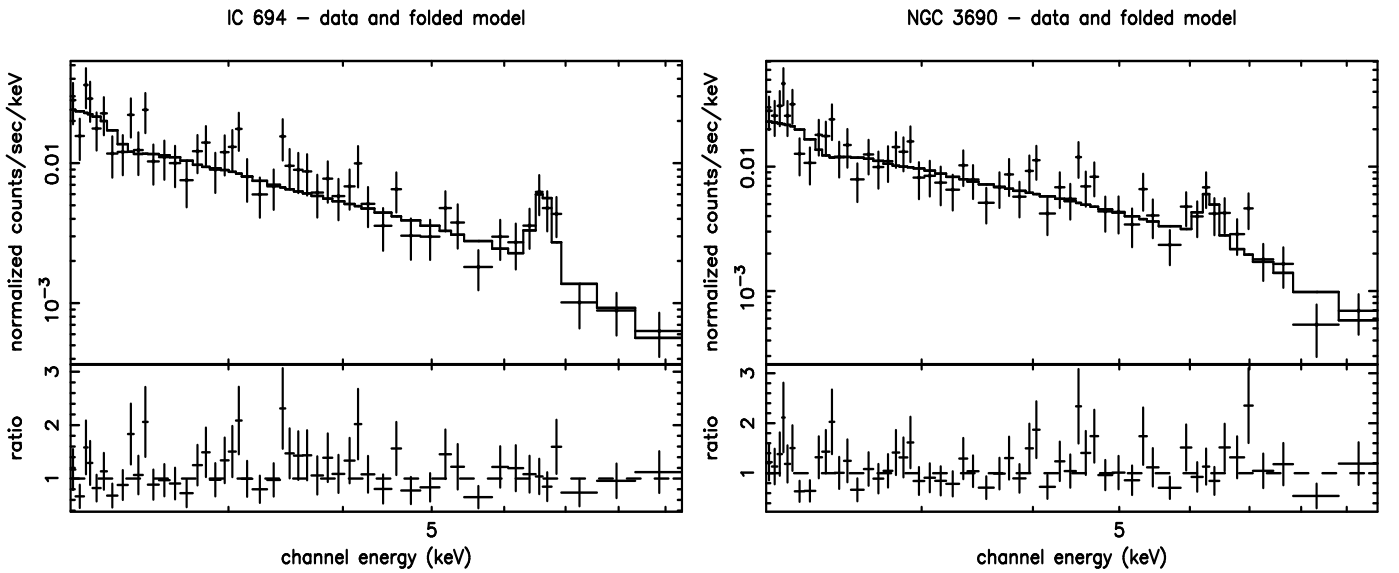 IC 694 – data and folded model
normalized counts/sec/keV
0.01
10⁻³
ratio
3
2
1
5
channel energy (keV)
NGC 3690 – data and folded model
normalized counts/sec/keV
0.01
10⁻³
ratio
3
2
1
5
channel energy (keV)